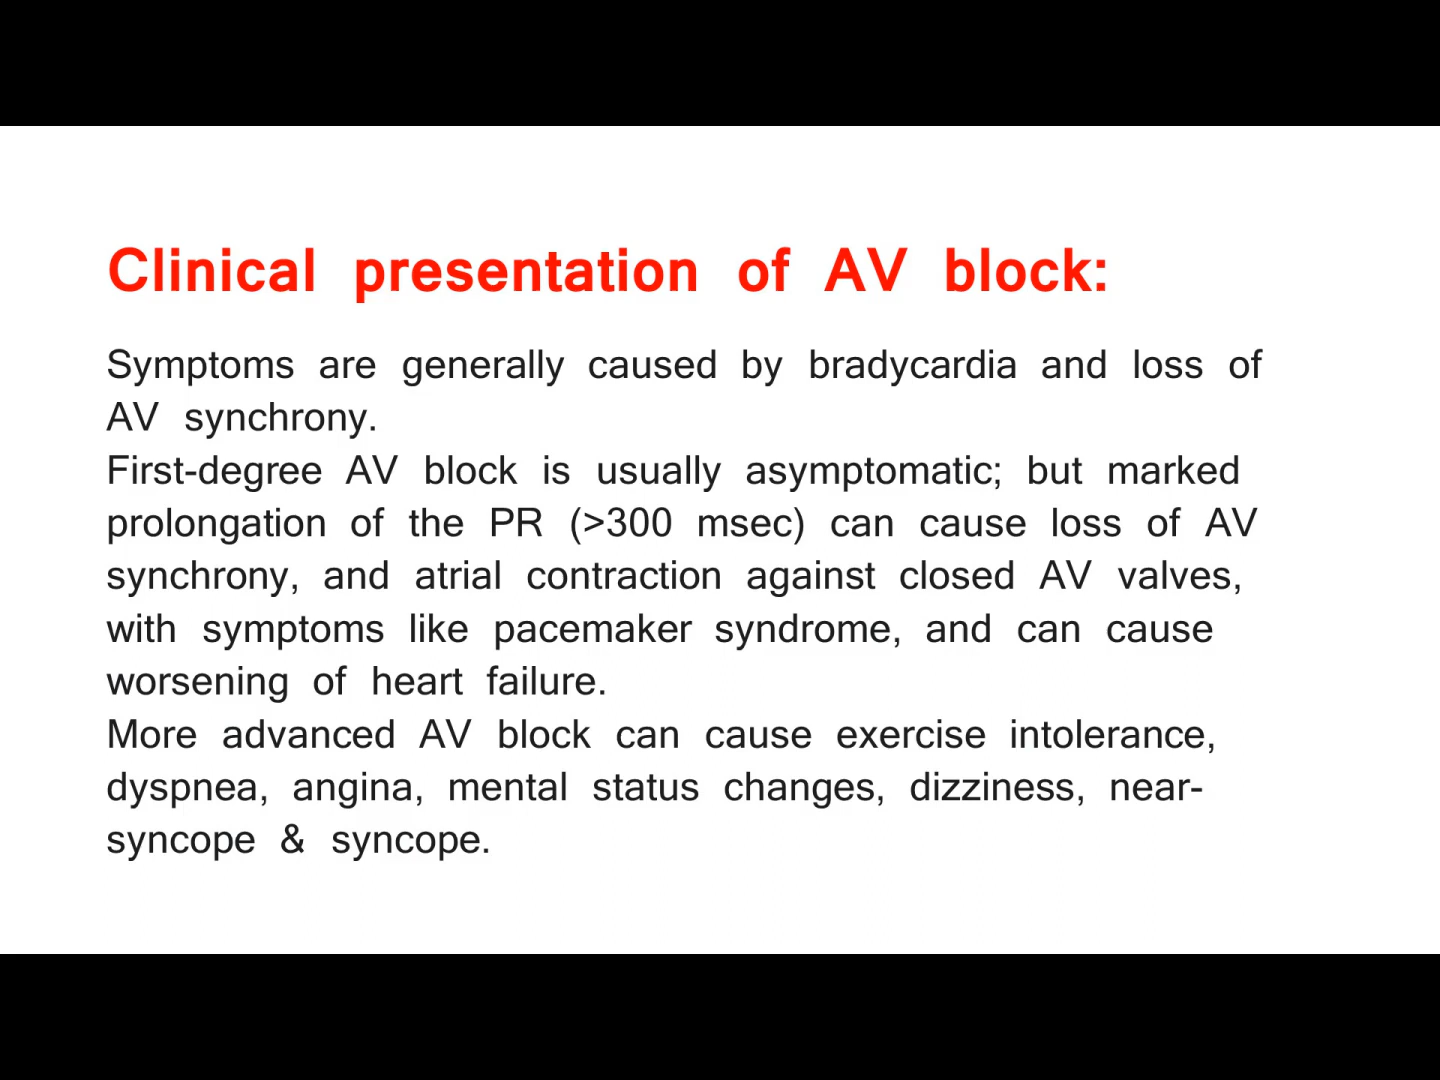 Clinical presentation of AV block:
Symptoms are generally caused by bradycardia and loss of
AV synchrony.
First-degree AV block is usually asymptomatic; but marked
prolongation of the PR (>300 msec) can cause loss of AV
synchrony, and atrial contraction against closed AV valves,
with symptoms like pacemaker syndrome, and can cause
worsening of heart failure.
More advanced AV block can cause exercise intolerance,
dyspnea, angina, mental status changes, dizziness, near-
syncope & syncope.